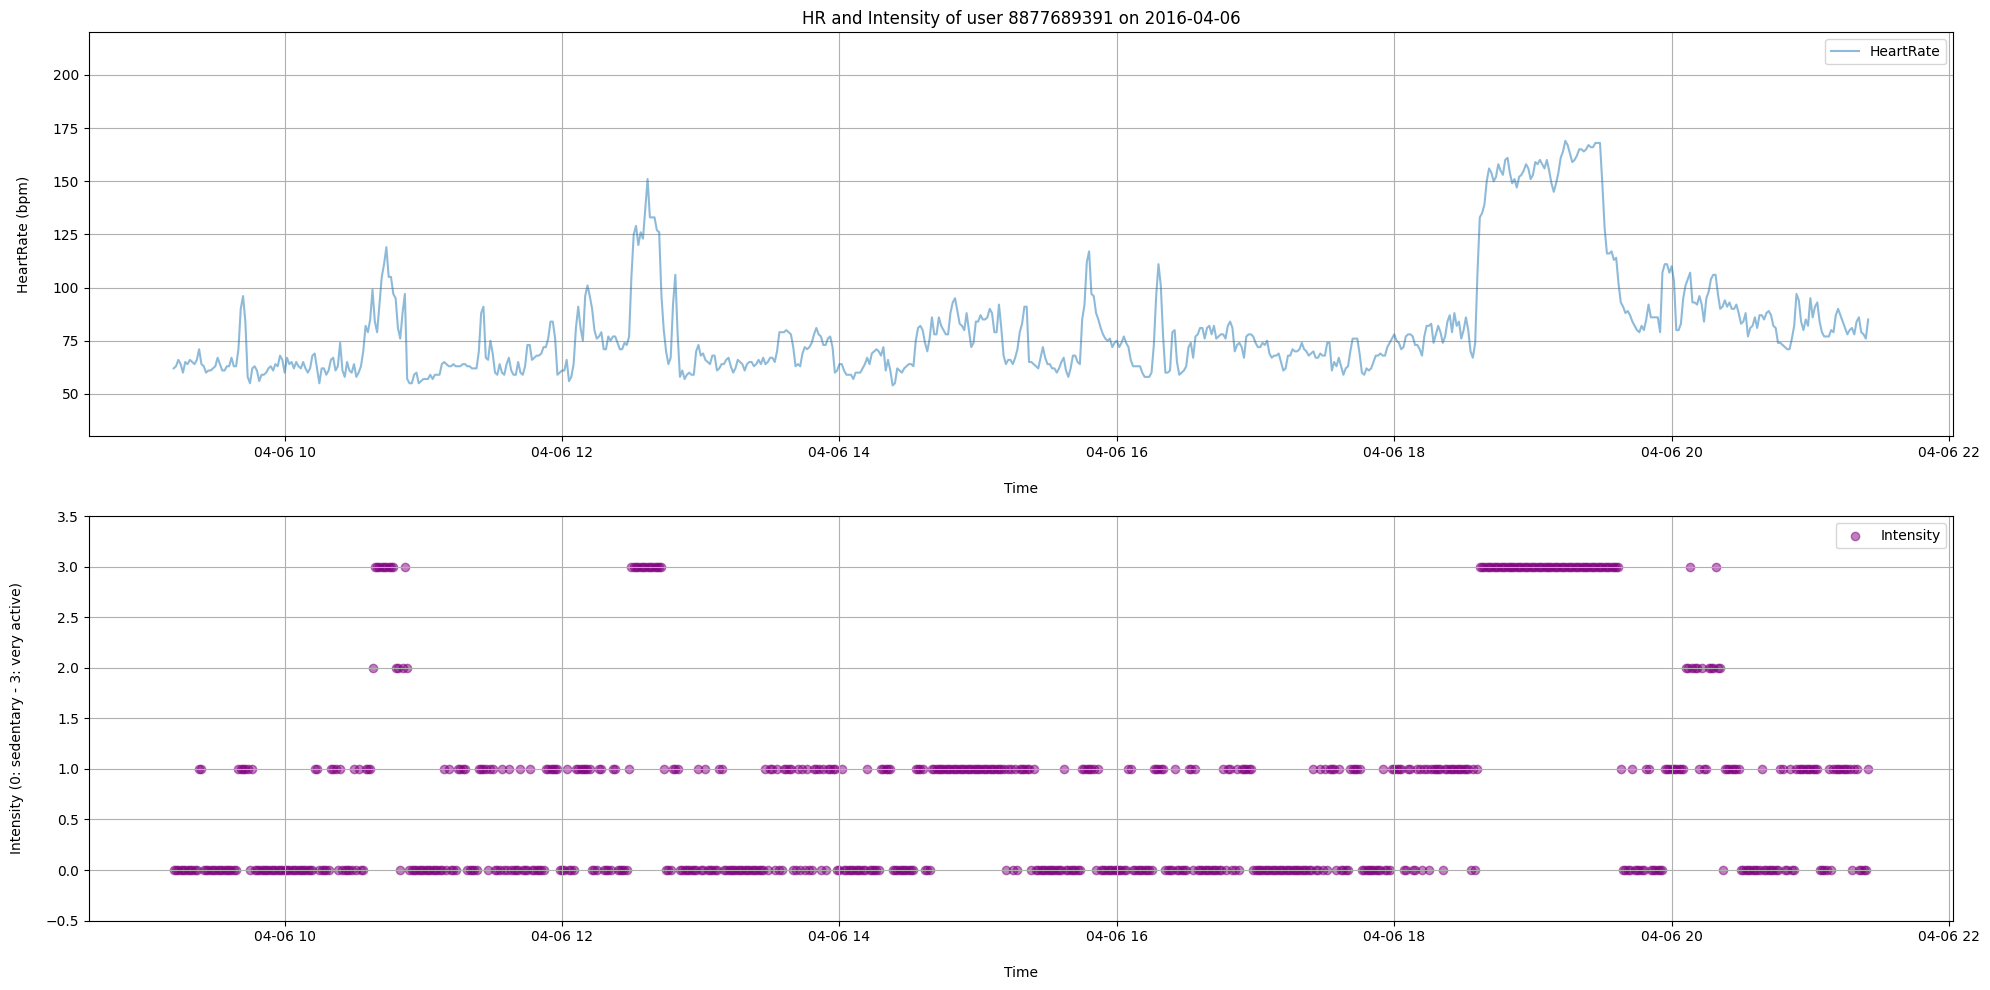 HR and Intensity of user 8877689391 on 2016-04-06
HeartRate
200
175
150
125
100
75
50
HeartRate (bpm)
04-06 10 04-06 12 04-06 14 04-06 16 04-06 18 04-06 20 04-06 22
Time
Intensity
3.5
3.0
2.5
2.0
1.5
1.0
0.5
0.0
−0.5
Intensity (0: sedentary - 3: very active)
04-06 10 04-06 12 04-06 14 04-06 16 04-06 18 04-06 20 04-06 22
Time